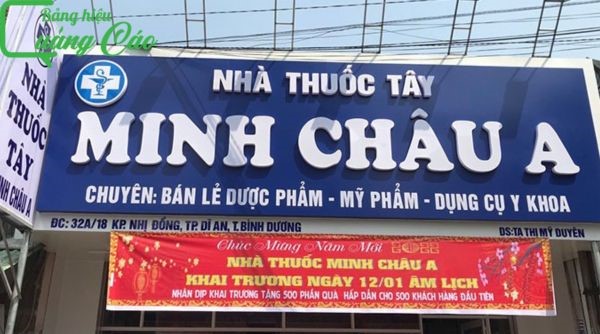 Bảng hiệu
Quảng Cáo
NHÀ
THUỐC
TÂY
MINH CHÂU A
NHÀ THUỐC TÂY
MINH CHÂU A
CHUYÊN: BÁN LẺ DƯỢC PHẨM - MỸ PHẨM - DỤNG CỤ Y KHOA
ĐC: 32A/18 KP. NHỊ ĐỒNG, TP. DĨ AN, T. BÌNH DƯƠNG
DS: TẠ THỊ MỸ DUYÊN
Chúc Mừng Năm Mới
NHÀ THUỐC MINH CHÂU A
KHAI TRƯƠNG NGÀY 12/01 ÂM LỊCH
NHÂN DỊP KHAI TRƯƠNG TẶNG 500 PHẦN QUÀ HẤP DẪN CHO 500 KHÁCH HÀNG ĐẦU TIÊN